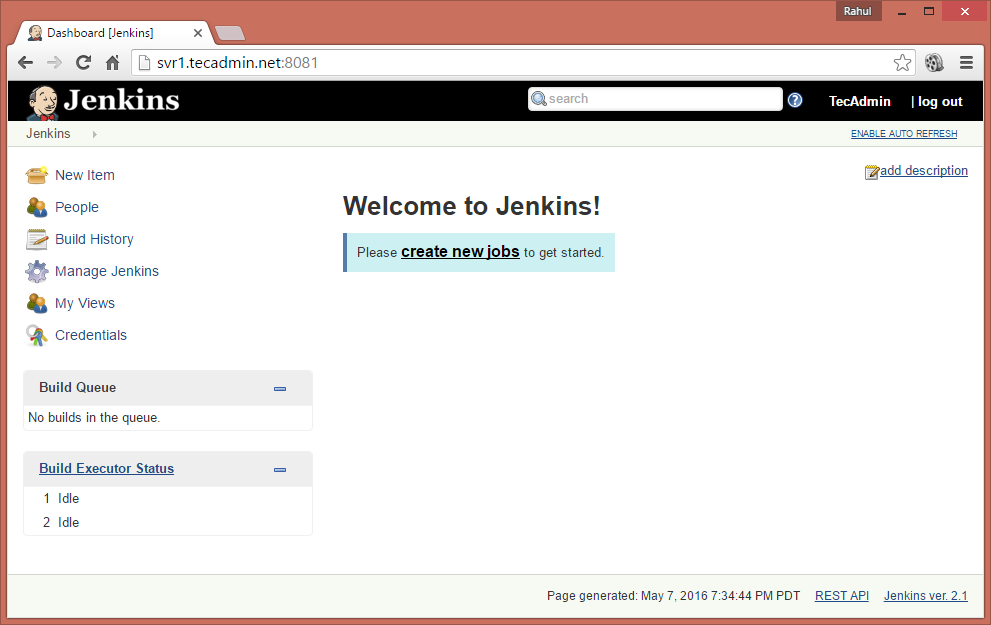 Rahul
Dashboard [Jenkins]
svr1.tecadmin.net:8081
Jenkins
search
TecAdmin | log out
Jenkins
ENABLE AUTO REFRESH
add description
New Item
People
Build History
Manage Jenkins
My Views
Credentials
Welcome to Jenkins!
Please create new jobs to get started.
Build Queue
No builds in the queue.
Build Executor Status
1 Idle
2 Idle
Page generated: May 7, 2016 7:34:44 PM PDT REST API Jenkins ver. 2.1